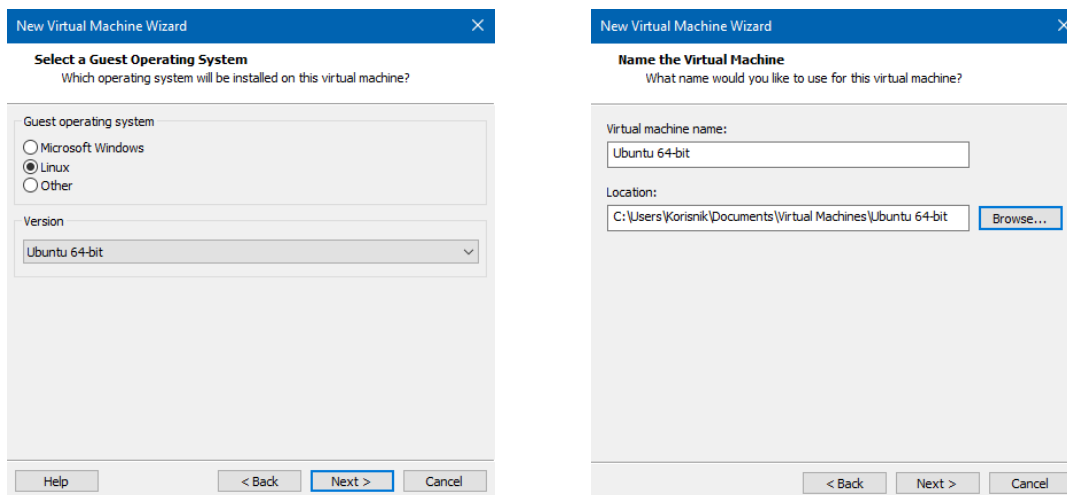 New Virtual Machine Wizard
Select a Guest Operating System
Which operating system will be installed on this virtual machine?
Guest operating system
Microsoft Windows
Linux
Other
Version
Ubuntu 64-bit
Help
< Back
Next >
Cancel
New Virtual Machine Wizard
Name the Virtual Machine
What name would you like to use for this virtual machine?
Virtual machine name:
Ubuntu 64-bit
Location:
C:\Users\Korisnik\Documents\Virtual Machines\Ubuntu 64-bit
Browse...
< Back
Next >
Cancel